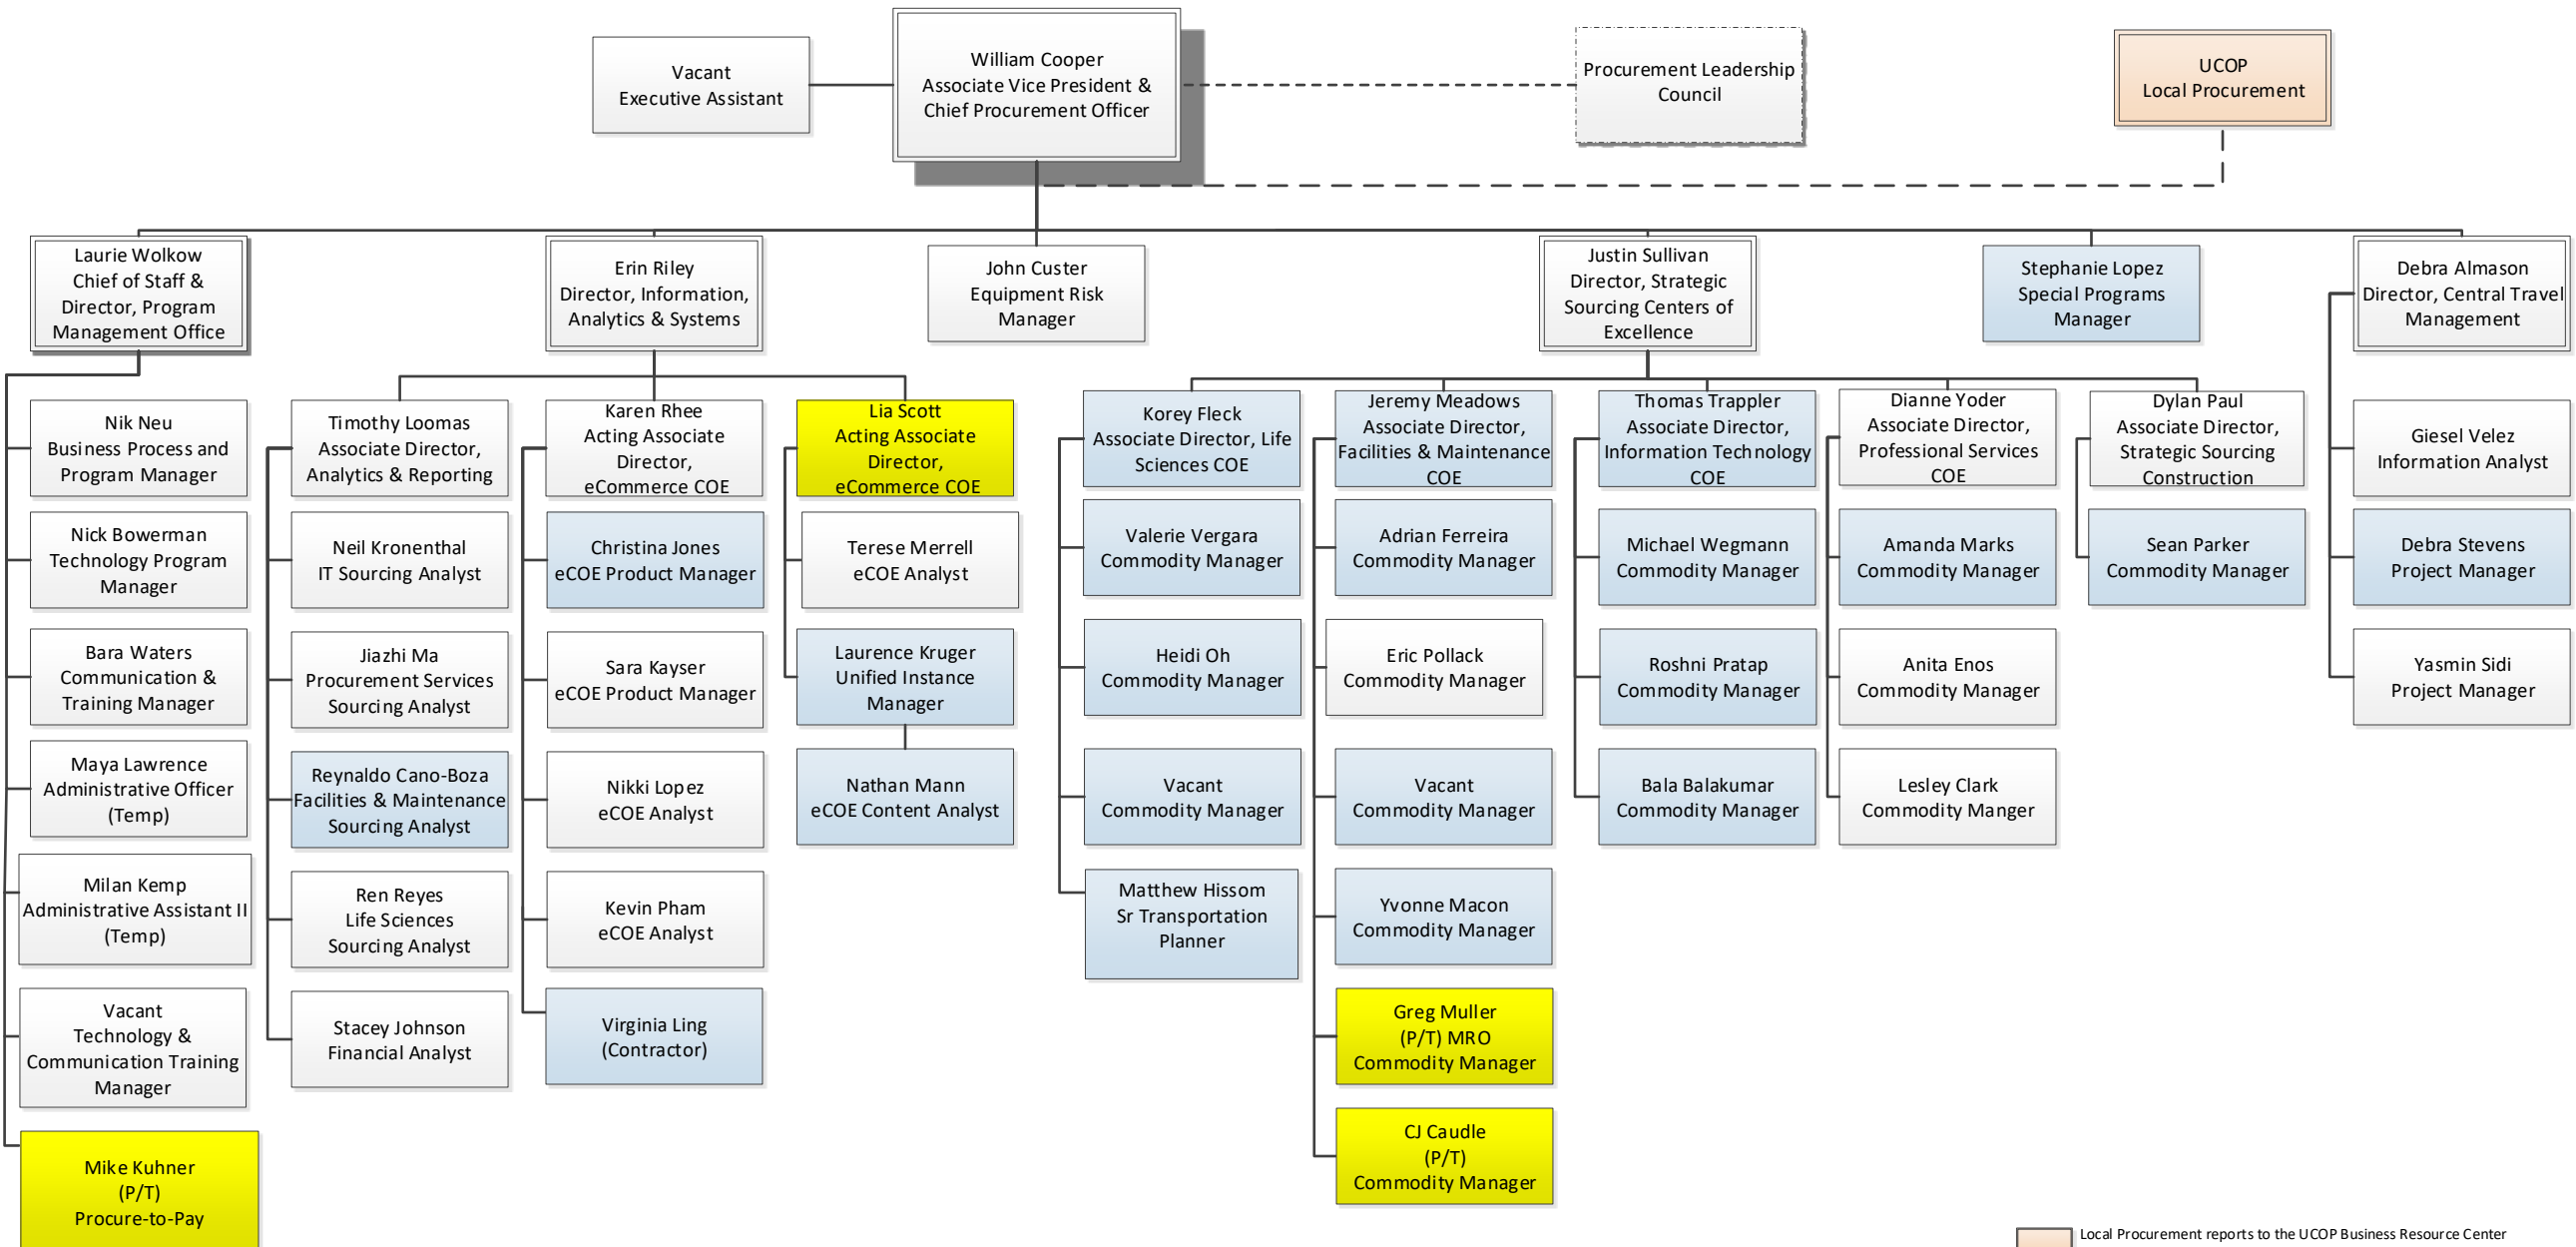 Vacant
Executive Assistant
William Cooper
Associate Vice President &
Chief Procurement Officer
Procurement Leadership
Council
UCOP
Local Procurement
Laurie Wolkow
Chief of Staff &
Director, Program
Management Office
Erin Riley
Director, Information,
Analytics & Systems
John Custer
Equipment Risk
Manager
Justin Sullivan
Director, Strategic
Sourcing Centers of
Excellence
Stephanie Lopez
Special Programs
Manager
Debra Almason
Director, Central Travel
Management
Nik Neu
Business Process and
Program Manager
Nick Bowerman
Technology Program
Manager
Bara Waters
Communication &
Training Manager
Maya Lawrence
Administrative Officer
(Temp)
Milan Kemp
Administrative Assistant II
(Temp)
Vacant
Technology &
Communication Training
Manager
Mike Kuhner
(P/T)
Procure-to-Pay
Timothy Loomas
Associate Director,
Analytics & Reporting
Neil Kronenthal
IT Sourcing Analyst
Jiazhi Ma
Procurement Services
Sourcing Analyst
Reynaldo Cano-Boza
Facilities & Maintenance
Sourcing Analyst
Ren Reyes
Life Sciences
Sourcing Analyst
Stacey Johnson
Financial Analyst
Karen Rhee
Acting Associate
Director,
eCommerce COE
Christina Jones
eCOE Product Manager
Sara Kayser
eCOE Product Manager
Nikki Lopez
eCOE Analyst
Kevin Pham
eCOE Analyst
Virginia Ling
(Contractor)
Lia Scott
Acting Associate
Director,
eCommerce COE
Terese Merrell
eCOE Analyst
Laurence Kruger
Unified Instance
Manager
Nathan Mann
eCOE Content Analyst
Korey Fleck
Associate Director, Life
Sciences COE
Valerie Vergara
Commodity Manager
Heidi Oh
Commodity Manager
Vacant
Commodity Manager
Matthew Hissom
Sr Transportation
Planner
Jeremy Meadows
Associate Director,
Facilities & Maintenance
COE
Adrian Ferreira
Commodity Manager
Eric Pollack
Commodity Manager
Vacant
Commodity Manager
Yvonne Macon
Commodity Manager
Greg Muller
(P/T) MRO
Commodity Manager
CJ Caudle
(P/T)
Commodity Manager
Thomas Trappler
Associate Director,
Information Technology
COE
Michael Wegmann
Commodity Manager
Roshni Pratap
Commodity Manager
Bala Balakumar
Commodity Manager
Dianne Yoder
Associate Director,
Professional Services
COE
Amanda Marks
Commodity Manager
Anita Enos
Commodity Manager
Lesley Clark
Commodity Manger
Dylan Paul
Associate Director,
Strategic Sourcing
Construction
Sean Parker
Commodity Manager
Giesel Velez
Information Analyst
Debra Stevens
Project Manager
Yasmin Sidi
Project Manager
Local Procurement reports to the UCOP Business Resource Center